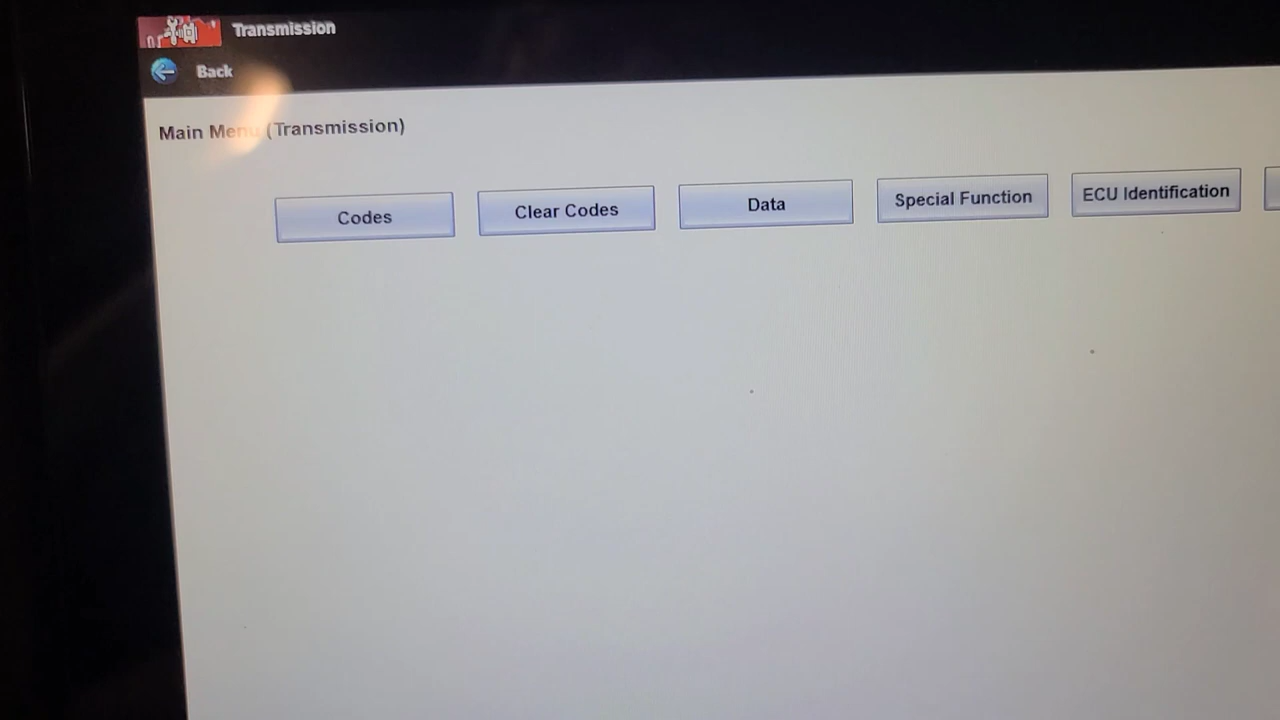 Transmission
Back
Main Menu (Transmission)
Codes
Clear Codes
Data
Special Function
ECU Identification